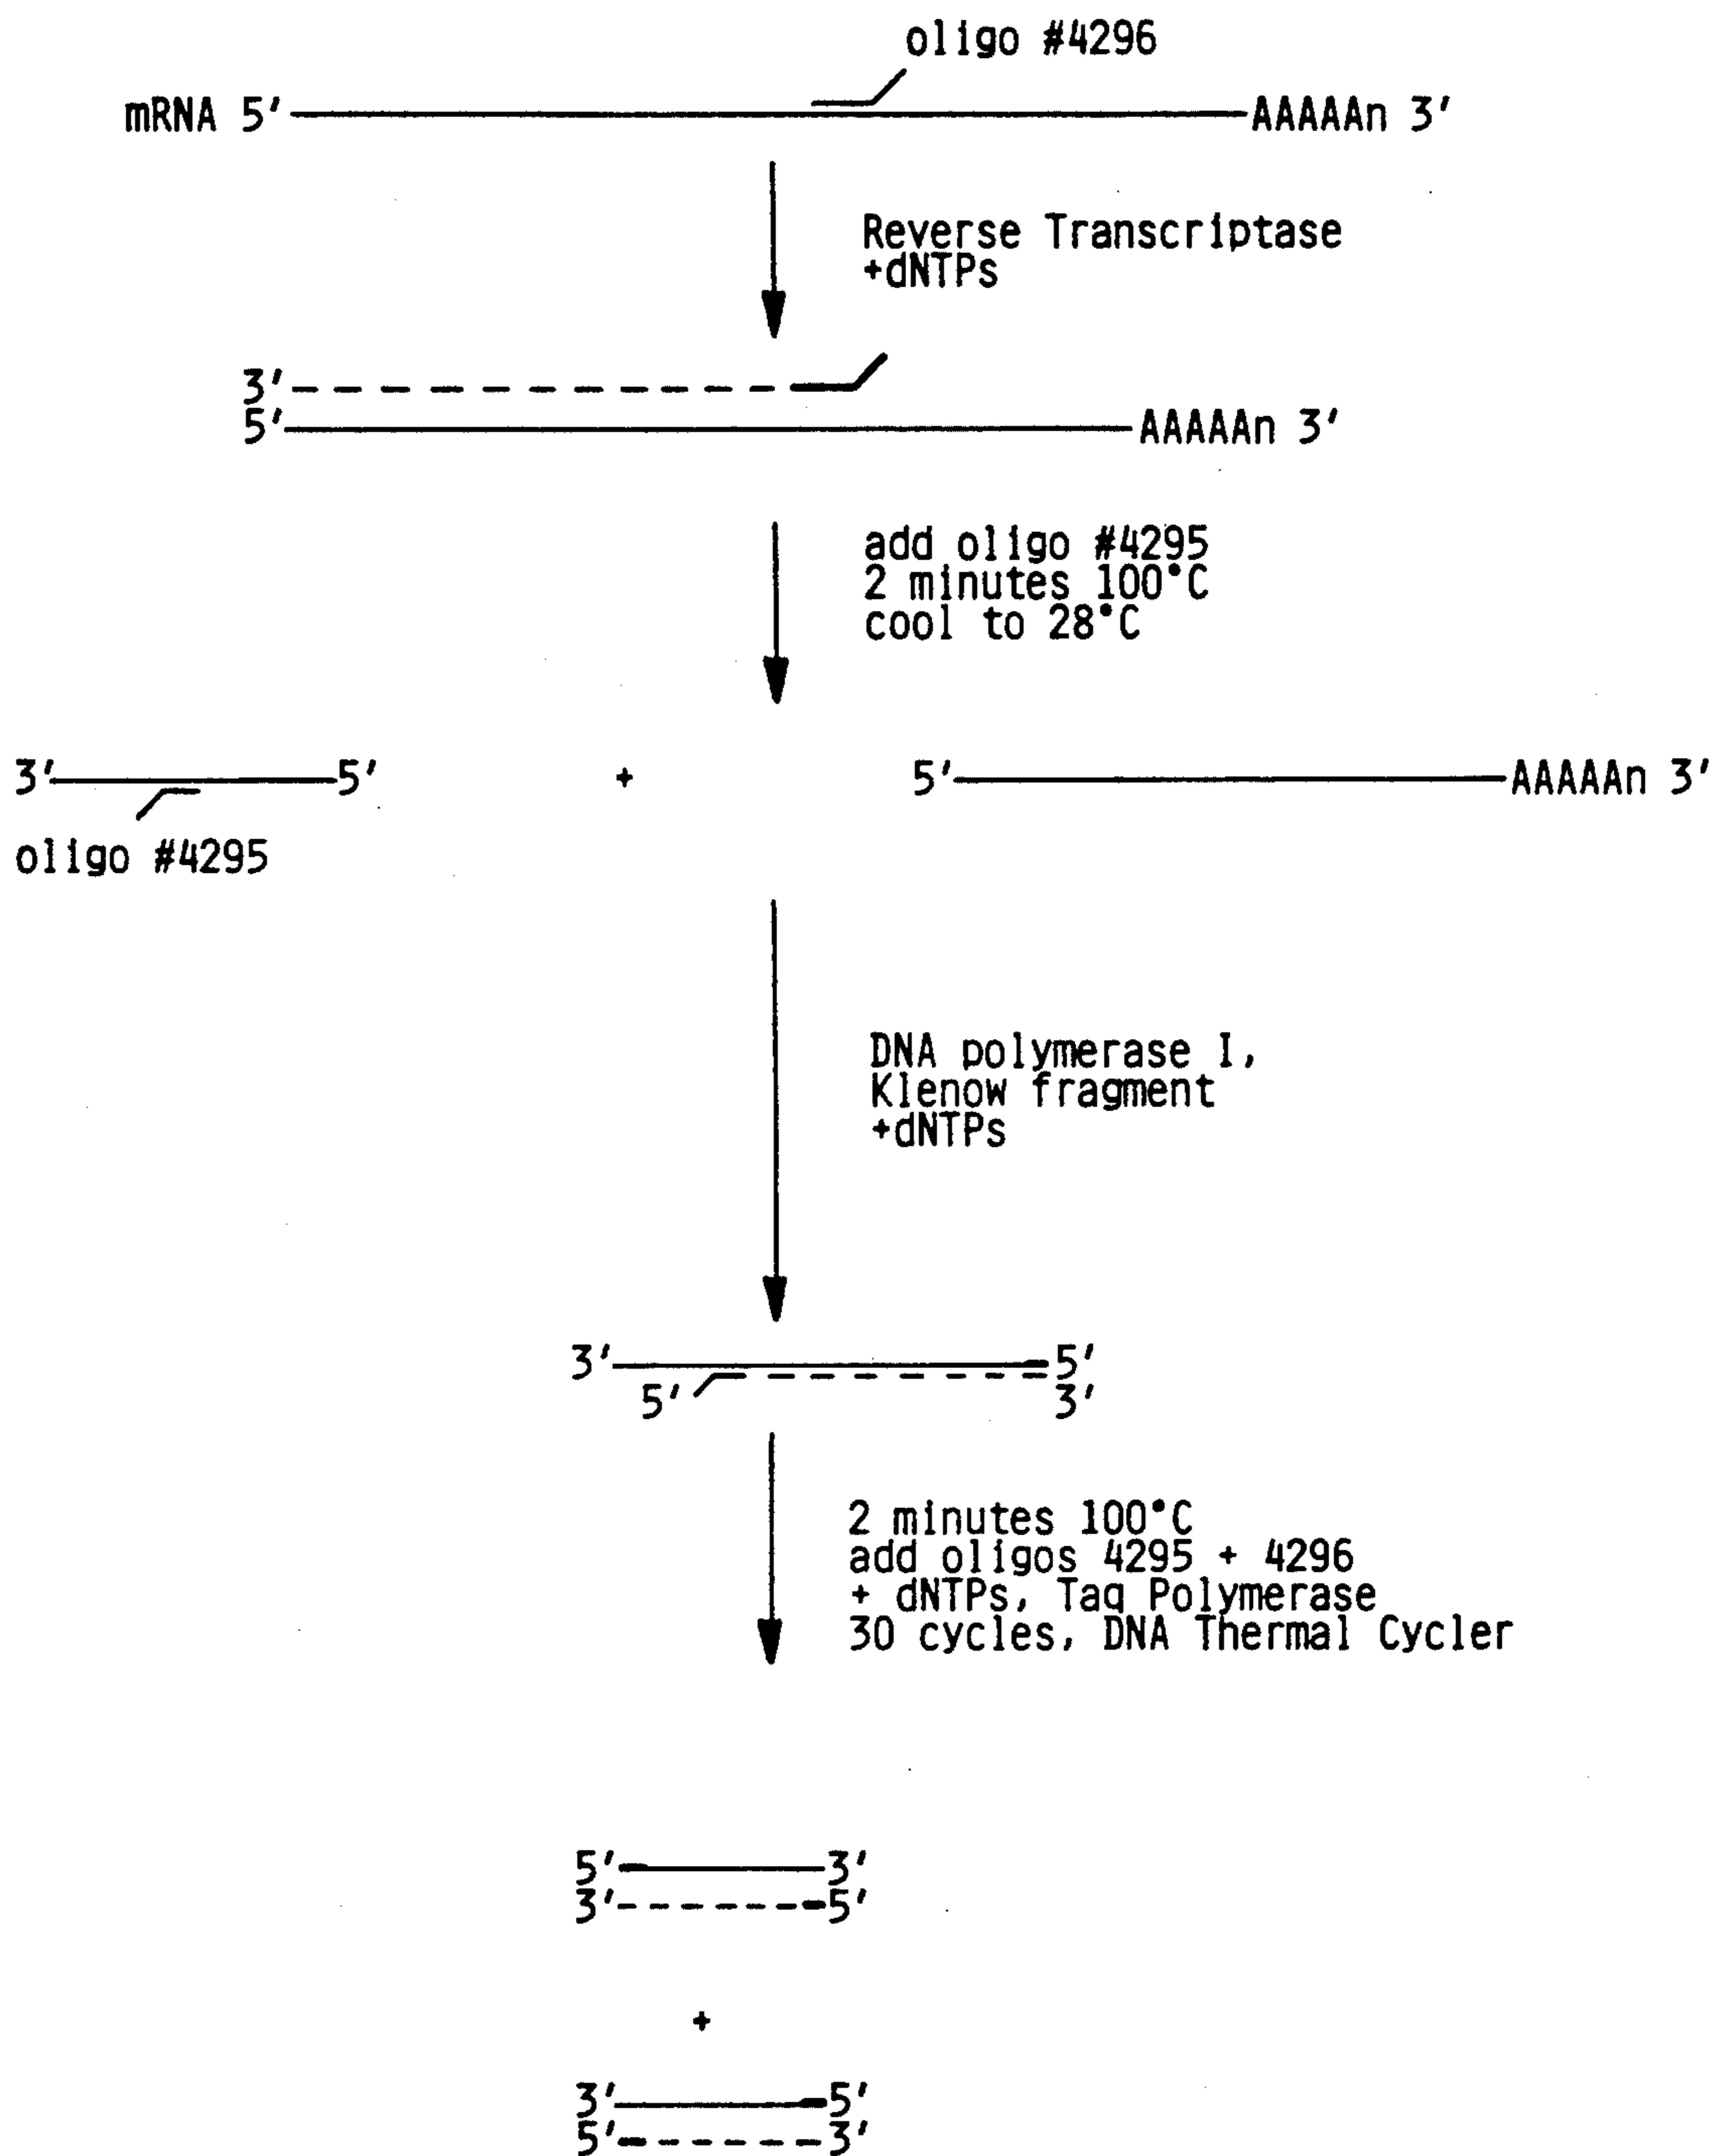 oligo #4296
mRNA 5' AAAAAn 3'
Reverse Transcriptase
+dNTPs
3'
5' AAAAAn 3'
add oligo #4295
2 minutes 100°C
cool to 28°C
3' 5' + 5' AAAAAn 3'
oligo #4295
DNA polymerase I,
Klenow fragment
+dNTPs
3' 5'
5' 3'
2 minutes 100°C
add oligos 4295 + 4296
+ dNTPs, Taq Polymerase
30 cycles, DNA Thermal Cycler
5' 3'
3' 5'
+
3' 5'
5' 3'